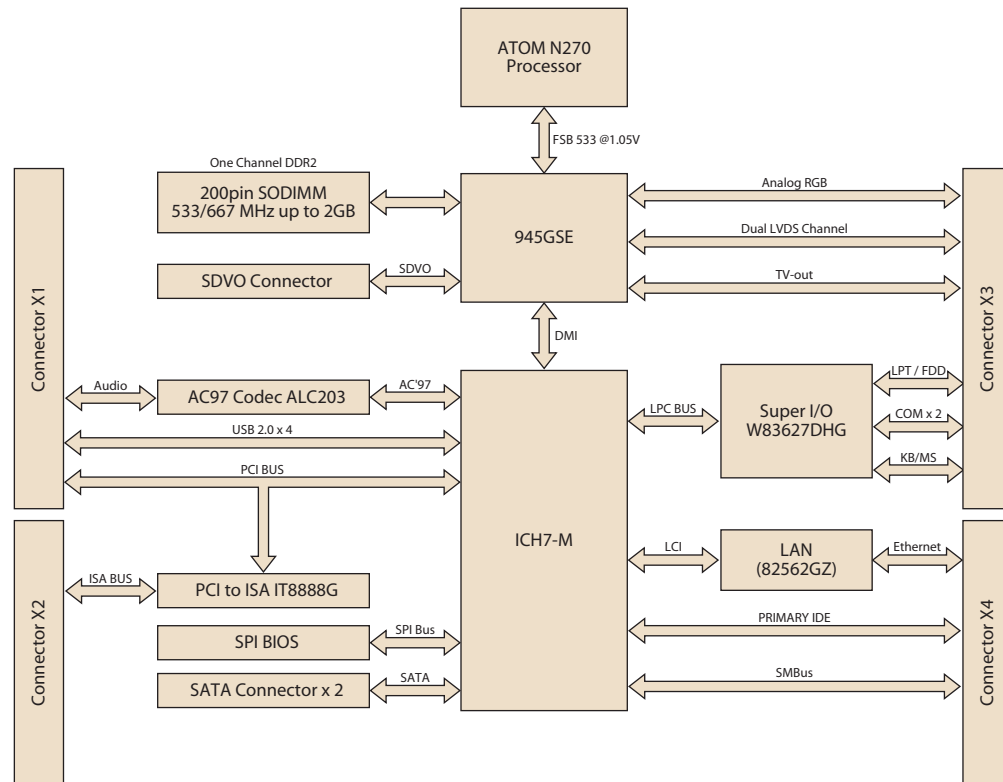 ATOM N270
Processor
FSB 533 @1.05V
One Channel DDR2
200pin SODIMM
533/667 MHz up to 2GB
945GSE
Analog RGB
Dual LVDS Channel
TV-out
SDVO Connector
SDVO
DMI
Connector X1
Connector X3
Audio
AC97 Codec ALC203
AC'97
USB 2.0 x 4
PCI BUS
LPC BUS
Super I/O
W83627DHG
LPT / FDD
COM x 2
KB/MS
ICH7-M
ISA BUS
PCI to ISA IT8888G
LCI
LAN
(82562GZ)
Ethernet
Connector X2
Connector X4
SPI BIOS
SPI Bus
PRIMARY IDE
SATA Connector x 2
SATA
SMBus